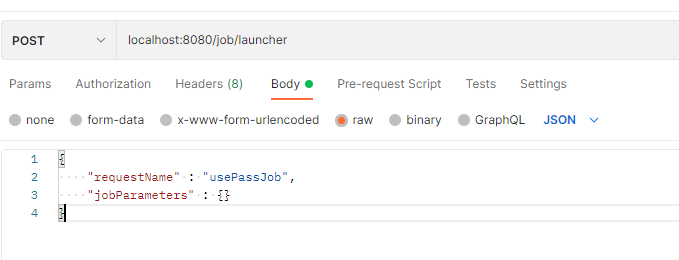 POST localhost:8080/job/launcher
Params Authorization Headers (8) Body Pre-request Script Tests Settings
none form-data x-www-form-urlencoded raw binary GraphQL JSON
1 {
2 "requestName" : "usePassJob",
3 "jobParameters" : {}
4 }